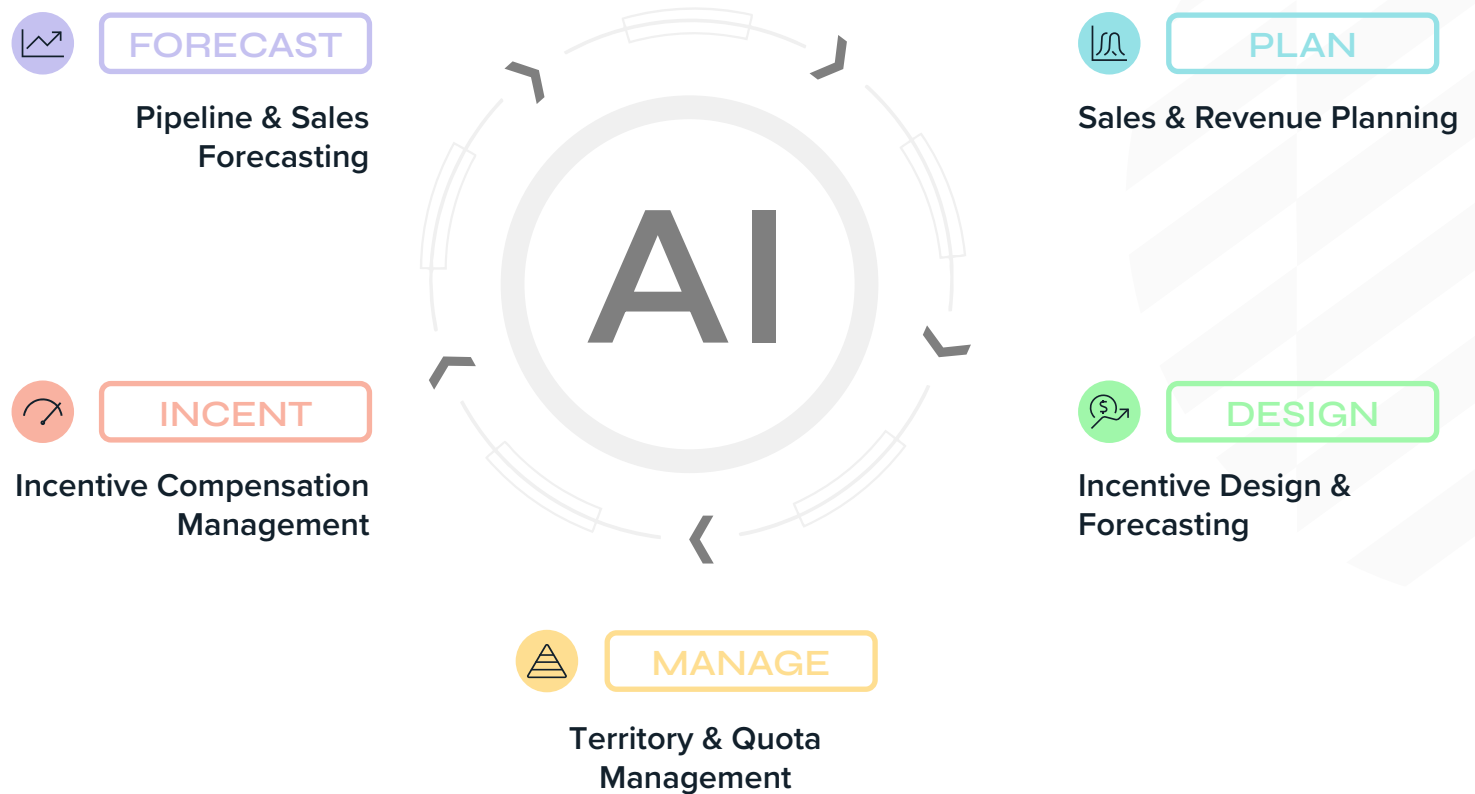 FORECAST
Pipeline & Sales
Forecasting
PLAN
Sales & Revenue Planning
AI
INCENT
Incentive Compensation
Management
DESIGN
Incentive Design &
Forecasting
MANAGE
Territory & Quota
Management